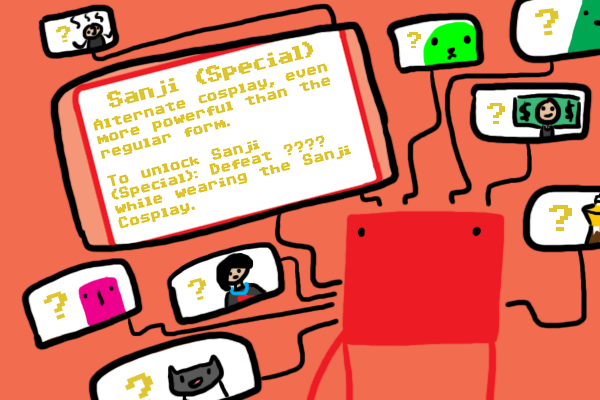 ?
Sanji (Special)
Alternate cosplay, even
more powerful than the
regular form.
To unlock Sanji
(Special): Defeat ????
while wearing the Sanji
Cosplay.
?
?
? $ $
?
?
?
?